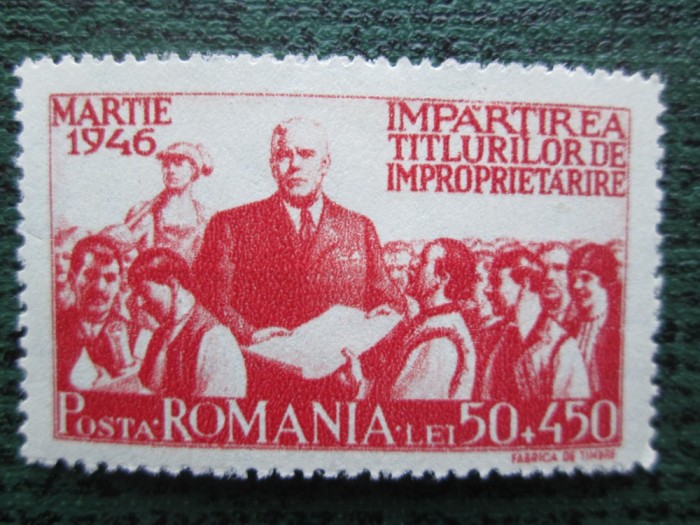 MARTIE
1946
IMPĂRȚIREA
TITLURILOR DE
IMPROPRIETĂRIRE
POSTA·ROMANIA·LEI 50+450
FABRICA DE TIMBRE